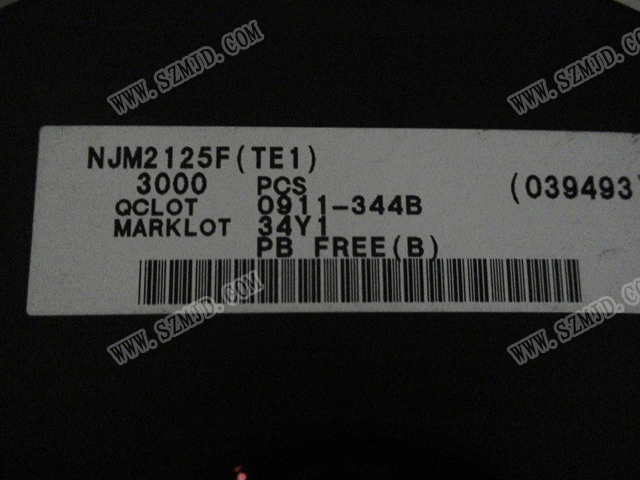 WWW.SZMJD.COM
WWW.SZMJD.COM
NJM2125F(TE1)
3000 PCS (039493)
QCLOT 0911-344B
MARKLOT 34Y1
PB FREE(B)
WWW.SZMJD.COM
WWW.SZMJD.COM